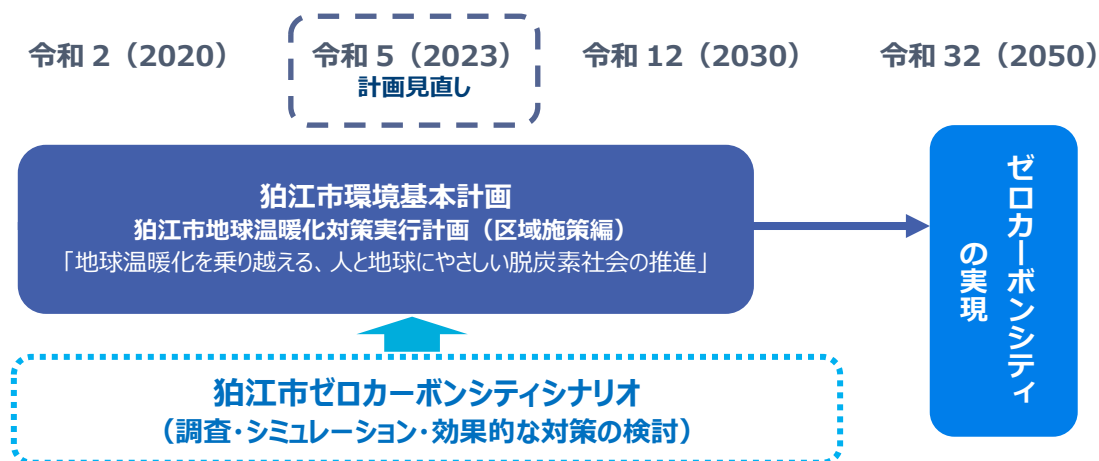 令和 2（2020）
令和 5（2023）
計画見直し
令和 12（2030）
令和 32（2050）
狛江市環境基本計画
狛江市地球温暖化対策実行計画（区域施策編）
「地球温暖化を乗り越える、人と地球にやさしい脱炭素社会の推進」
ゼロカーボンシティ
の実現
狛江市ゼロカーボンシティシナリオ
（調査・シミュレーション・効果的な対策の検討）